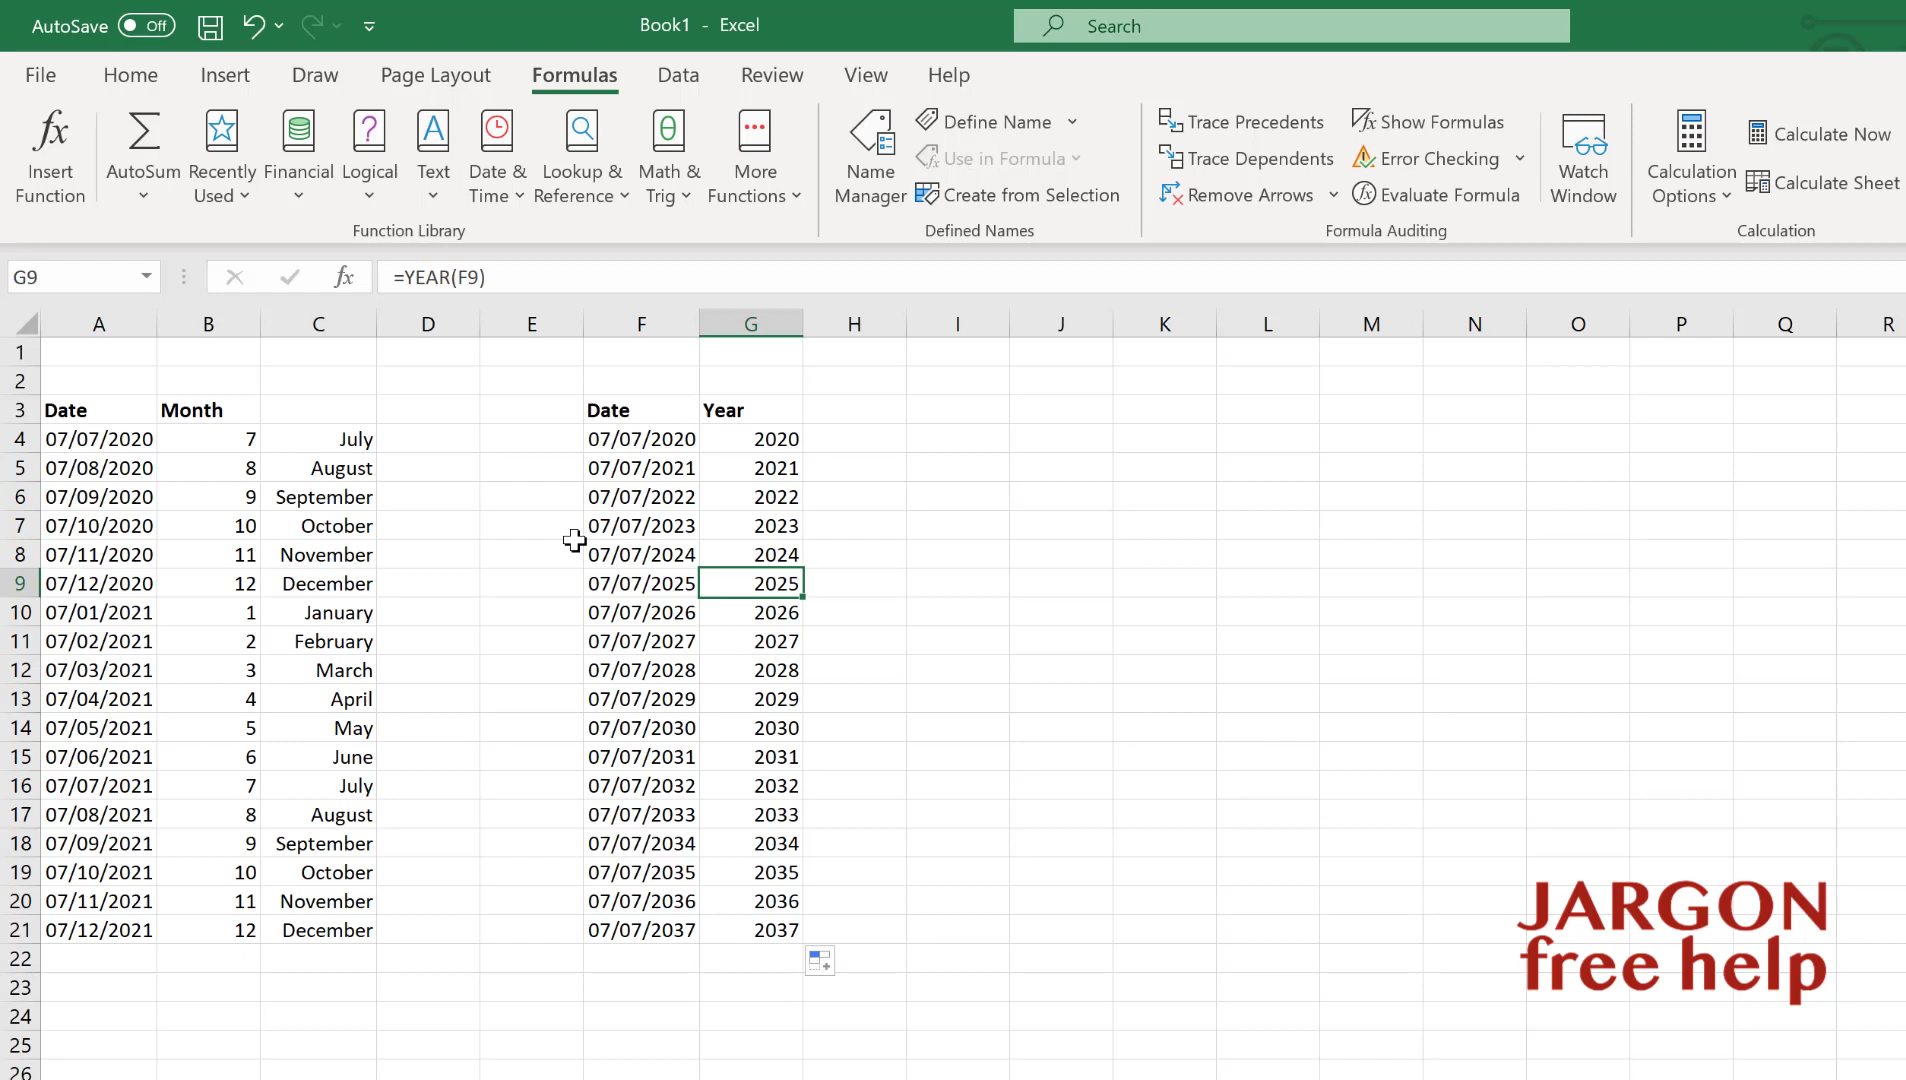 AutoSave Off Book1 - Excel Search
File Home Insert Draw Page Layout Formulas Data Review View Help
Insert Function AutoSum Recently Used Financial Logical Text Date & Time Lookup & Reference Math & Trig More Functions
Function Library
Name Manager Define Name
Use in Formula
Create from Selection
Defined Names
Trace Precedents Show Formulas
Trace Dependents Error Checking
Remove Arrows Evaluate Formula
Watch Window
Formula Auditing
Calculation Options Calculate Now
Calculate Sheet
Calculation
G9 fx =YEAR(F9)
A B C D E F G H I J K L M N O P Q R
1
2
3 Date Month Date Year
4 07/07/2020 7 July 07/07/2020 2020
5 07/08/2020 8 August 07/07/2021 2021
6 07/09/2020 9 September 07/07/2022 2022
7 07/10/2020 10 October 07/07/2023 2023
8 07/11/2020 11 November 07/07/2024 2024
9 07/12/2020 12 December 07/07/2025 2025
10 07/01/2021 1 January 07/07/2026 2026
11 07/02/2021 2 February 07/07/2027 2027
12 07/03/2021 3 March 07/07/2028 2028
13 07/04/2021 4 April 07/07/2029 2029
14 07/05/2021 5 May 07/07/2030 2030
15 07/06/2021 6 June 07/07/2031 2031
16 07/07/2021 7 July 07/07/2032 2032
17 07/08/2021 8 August 07/07/2033 2033
18 07/09/2021 9 September 07/07/2034 2034
19 07/10/2021 10 October 07/07/2035 2035
20 07/11/2021 11 November 07/07/2036 2036
21 07/12/2021 12 December 07/07/2037 2037
22
23
24
25
26
JARGON
free help